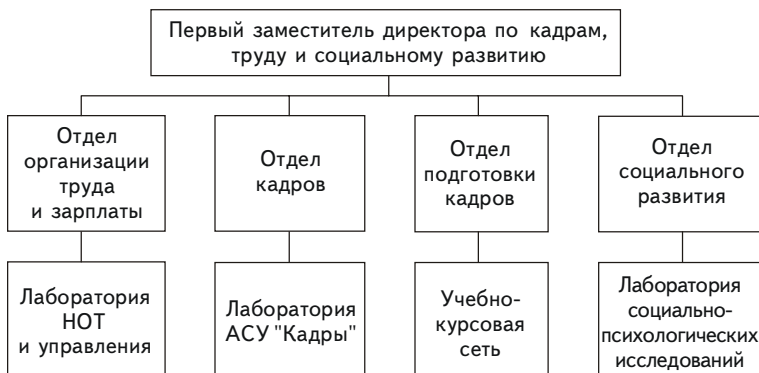 Первый заместитель директора по кадрам,
труду и социальному развитию
Отдел
организации
труда
и зарплаты
Отдел
кадров
Отдел
подготовки
кадров
Отдел
социального
развития
Лаборатория
НОТ
и управления
Лаборатория
АСУ "Кадры"
Учебно-
курсовая
сеть
Лаборатория
социально-
психологических
исследований